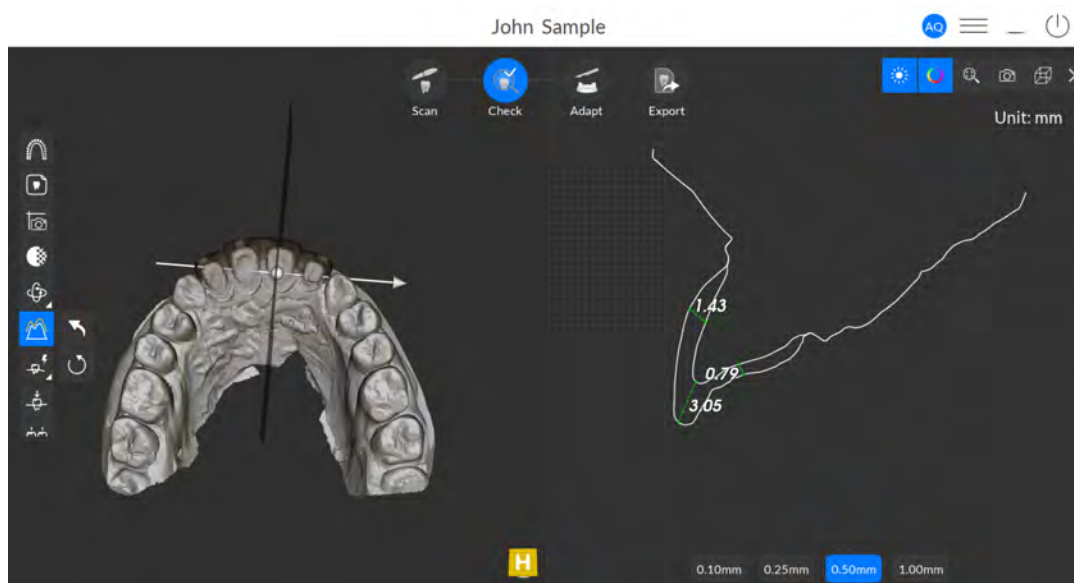 John Sample
AQ
Scan
Check
Adapt
Export
Unit: mm
1.43
0.79
3.05
H
0.10mm
0.25mm
0.50mm
1.00mm